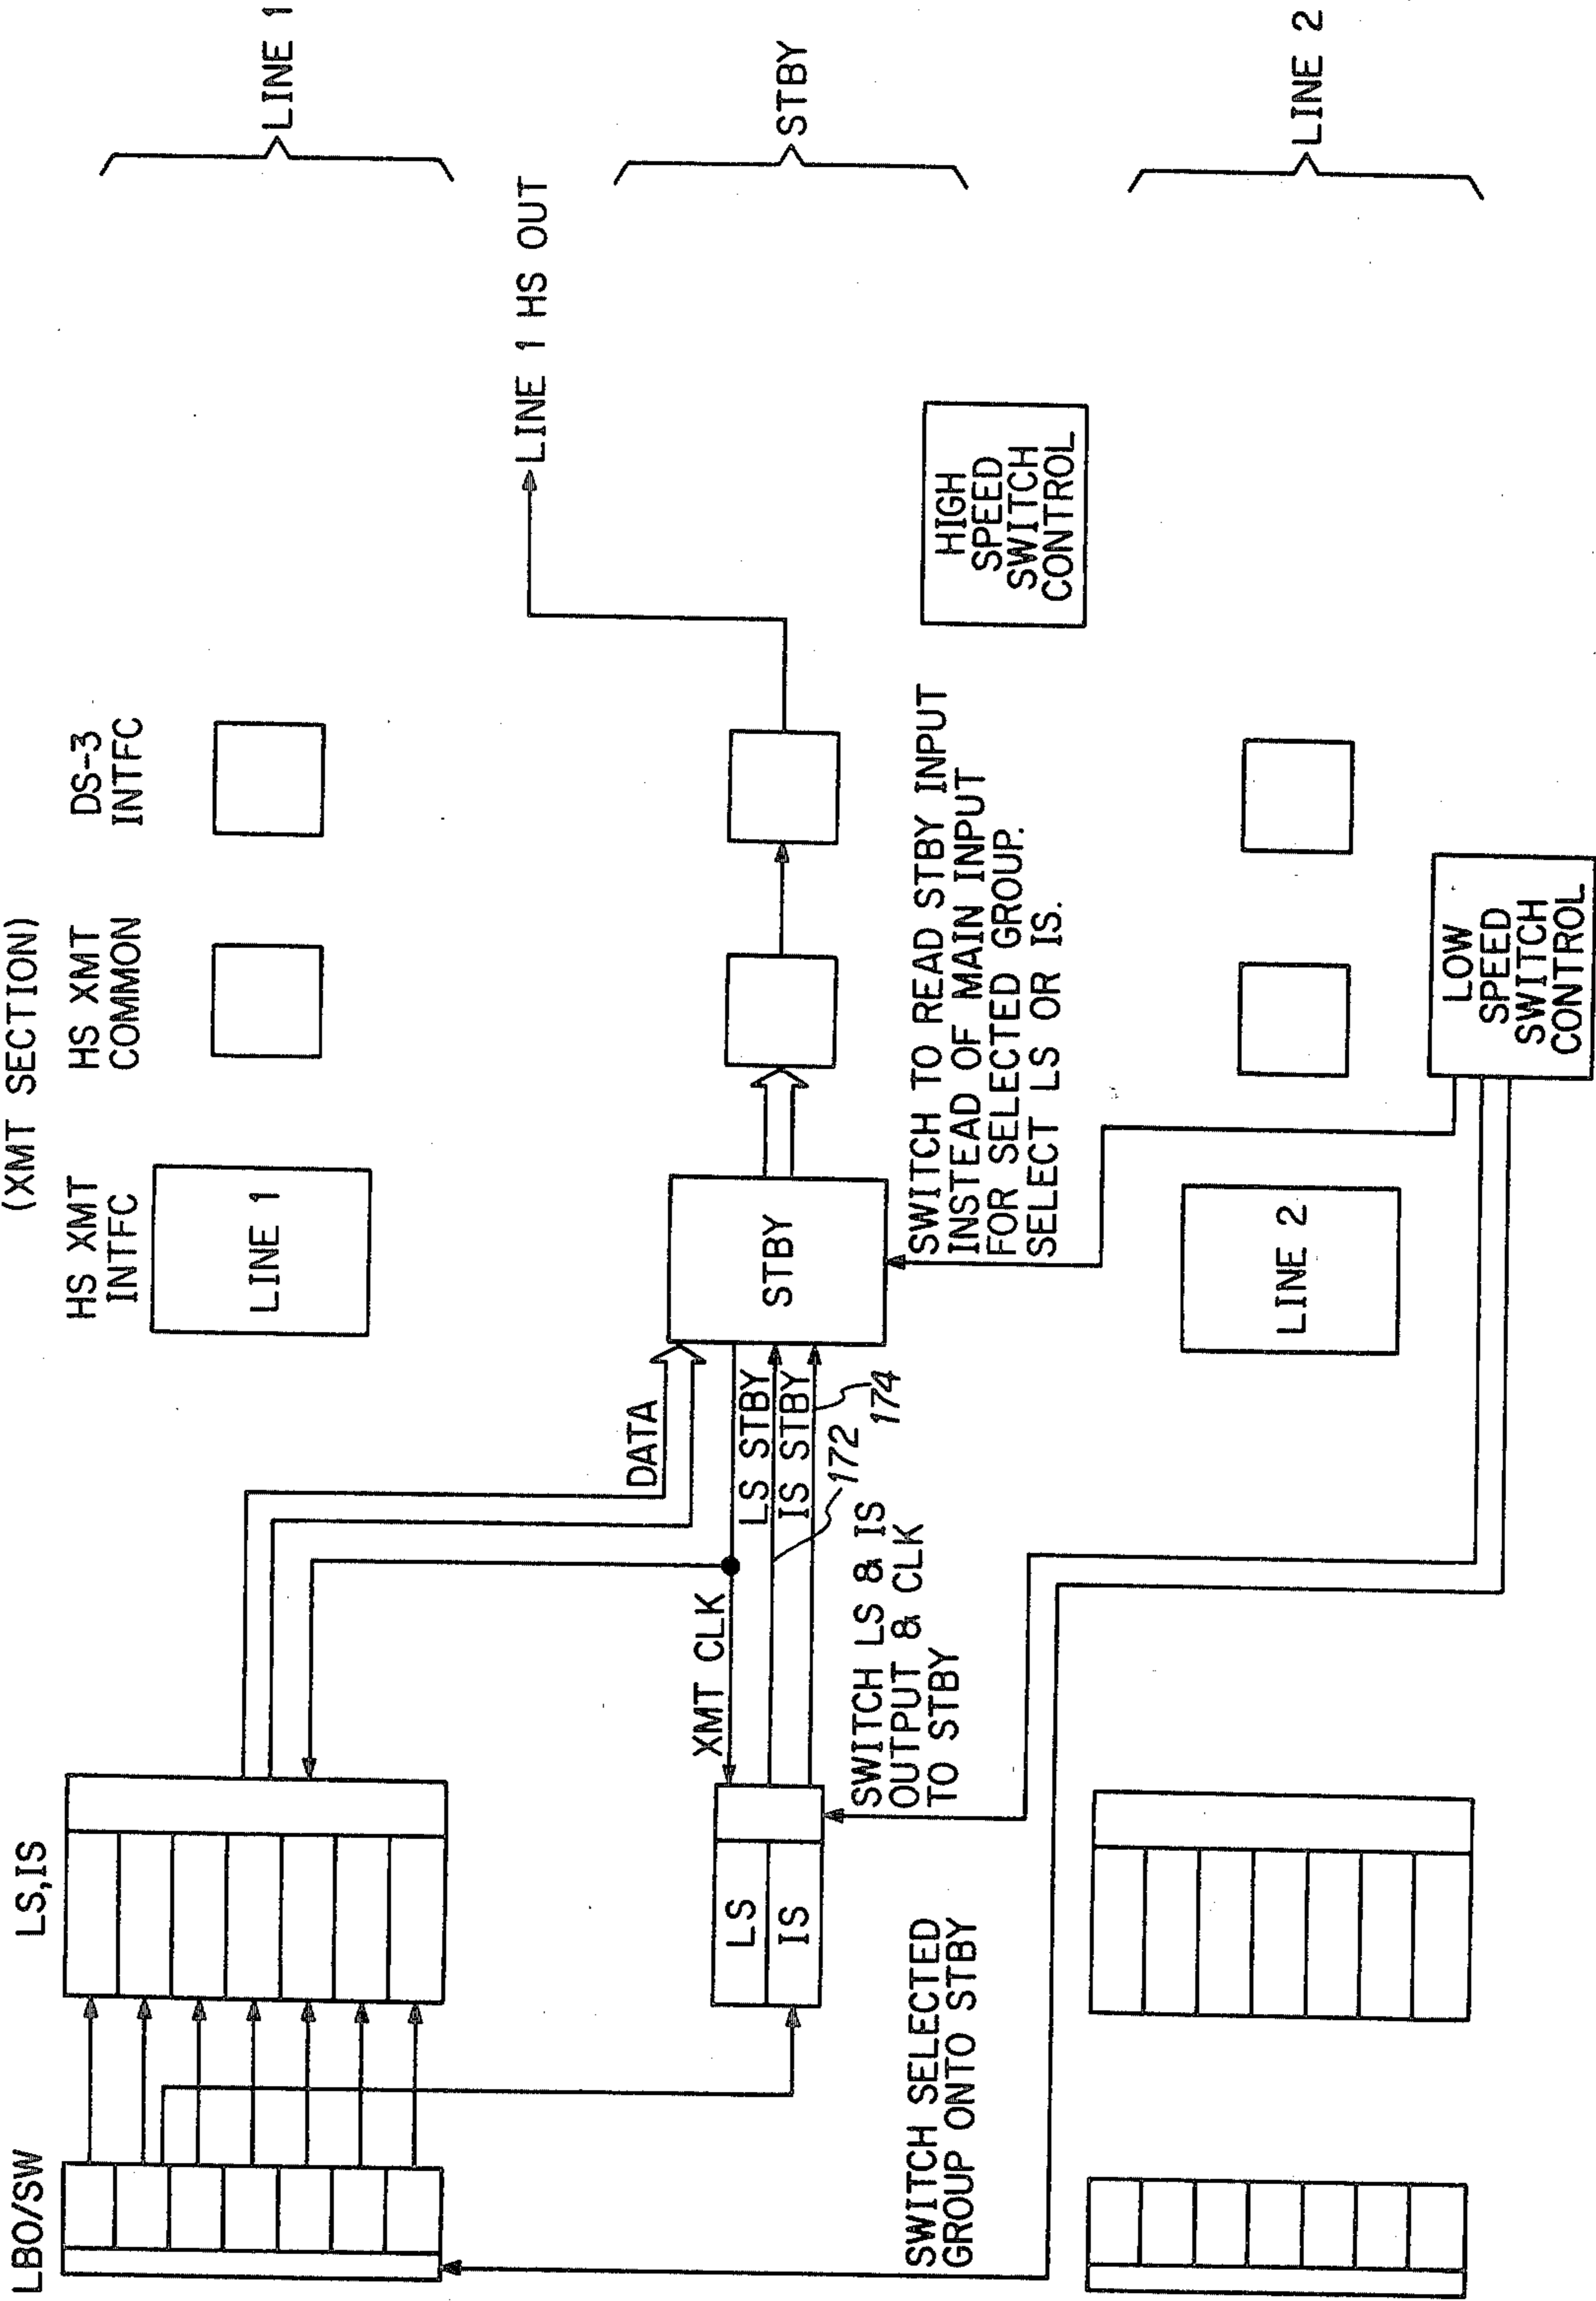 (XMT SECTION)
LBO/SW
LS,IS
HS XMT
INTFC
HS XMT
COMMON
DS-3
INTFC
LINE 1
LINE 1
DATA
LINE 1 HS OUT
XMT CLK
LS STBY
IS STBY
172
174
LS
IS
STBY
STBY
SWITCH LS & IS
OUTPUT & CLK
TO STBY
SWITCH SELECTED
GROUP ONTO STBY
SWITCH TO READ STBY INPUT
INSTEAD OF MAIN INPUT
FOR SELECTED GROUP.
SELECT LS OR IS.
HIGH
SPEED
SWITCH
CONTROL
LINE 2
LINE 2
LOW
SPEED
SWITCH
CONTROL